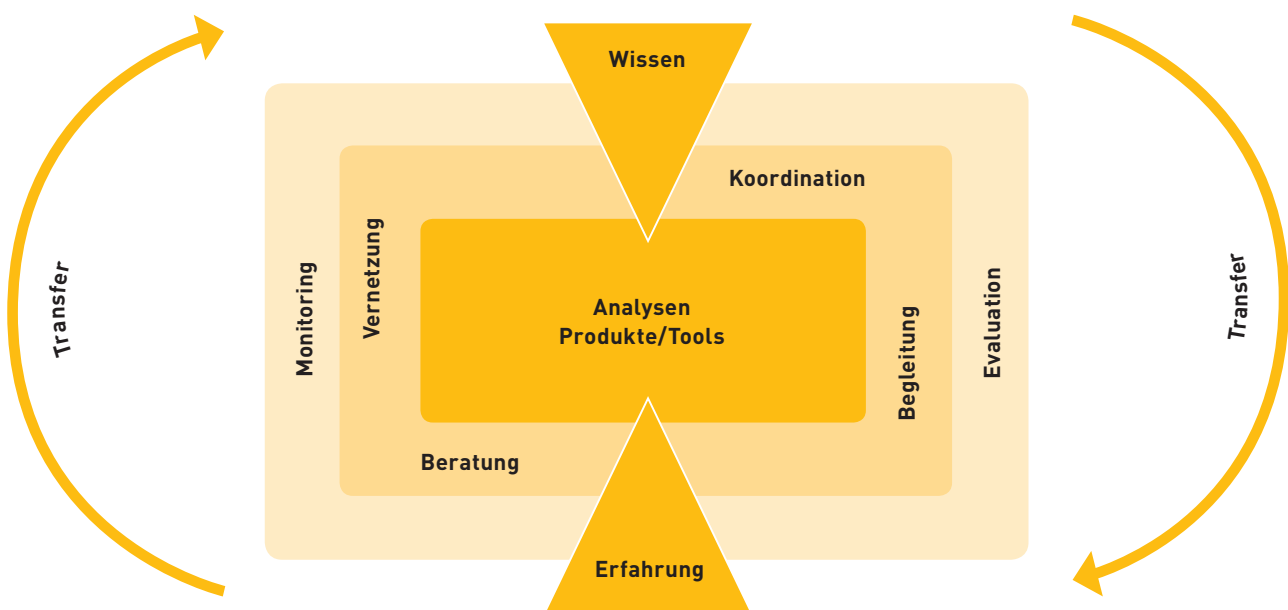 Wissen
Koordination
Transfer
Monitoring
Vernetzung
Analysen
Produkte/Tools
Begleitung
Evaluation
Transfer
Beratung
Erfahrung